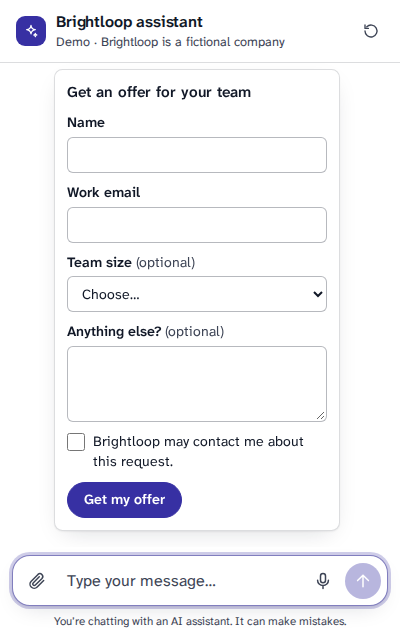 Brightloop assistant
Demo · Brightloop is a fictional company
Get an offer for your team
Name
Work email
Team size (optional)
Choose...
Anything else? (optional)
Brightloop may contact me about
this request.
Get my offer
Type your message...
You're chatting with an AI assistant. It can make mistakes.